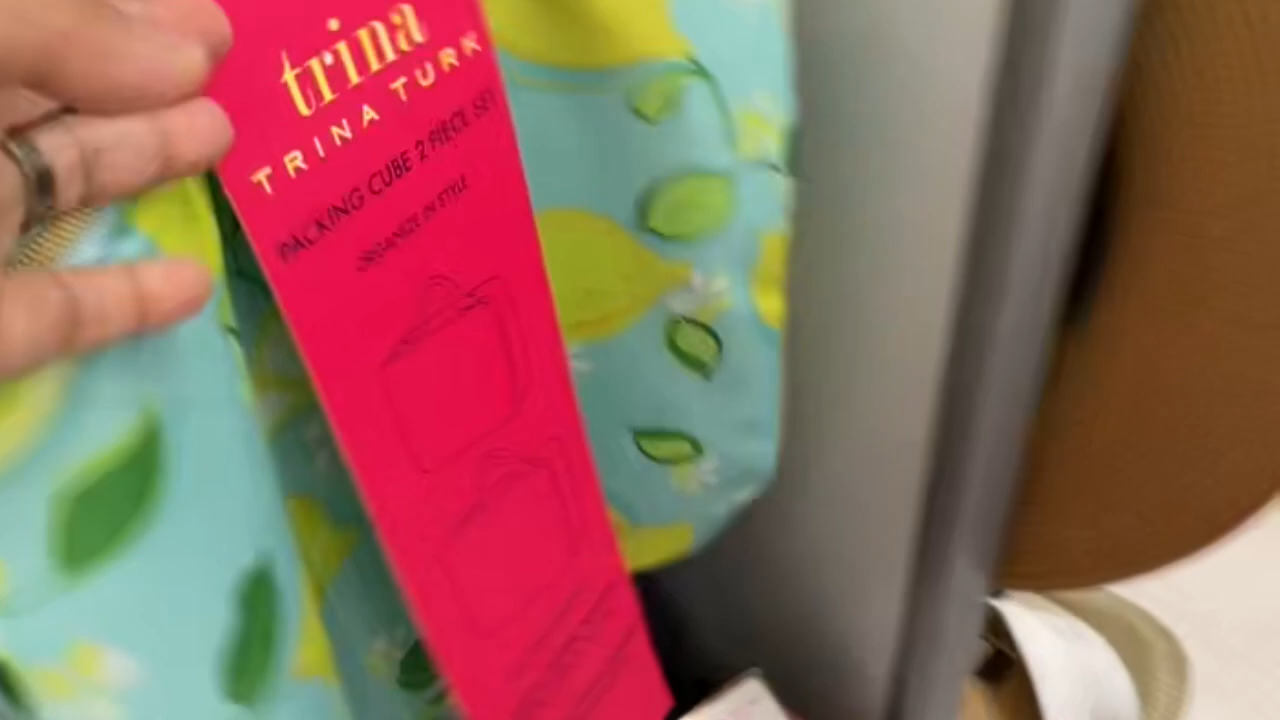 trina
TRINA TURK
PACKING CUBE 2 PIECE SET
ORGANIZE IN STYLE